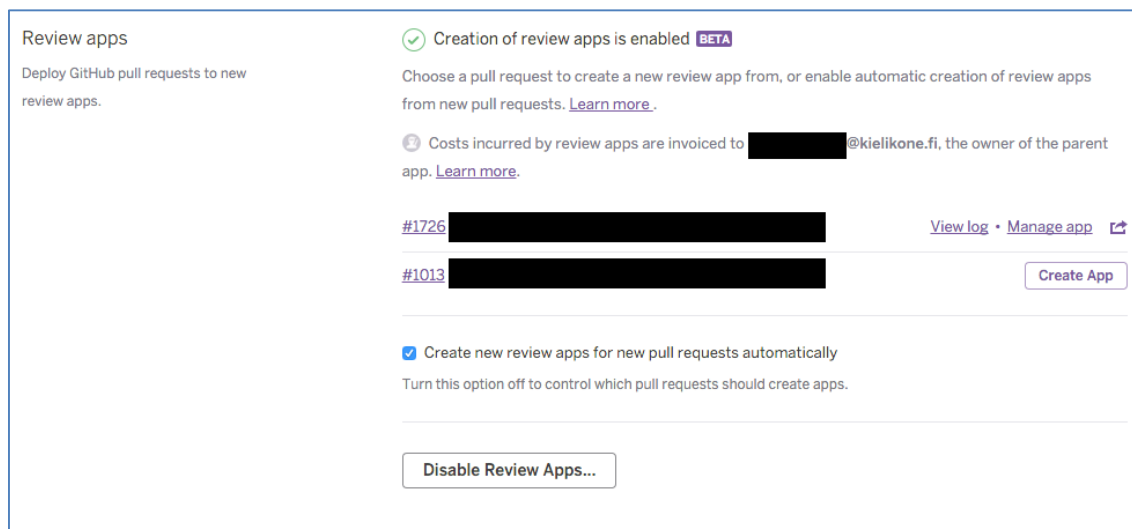 Review apps
Deploy GitHub pull requests to new
review apps.
Creation of review apps is enabled BETA
Choose a pull request to create a new review app from, or enable automatic creation of review apps
from new pull requests. Learn more .
Costs incurred by review apps are invoiced to @kielikone.fi, the owner of the parent
app. Learn more.
#1726 View log • Manage app
#1013 Create App
Create new review apps for new pull requests automatically
Turn this option off to control which pull requests should create apps.
Disable Review Apps...